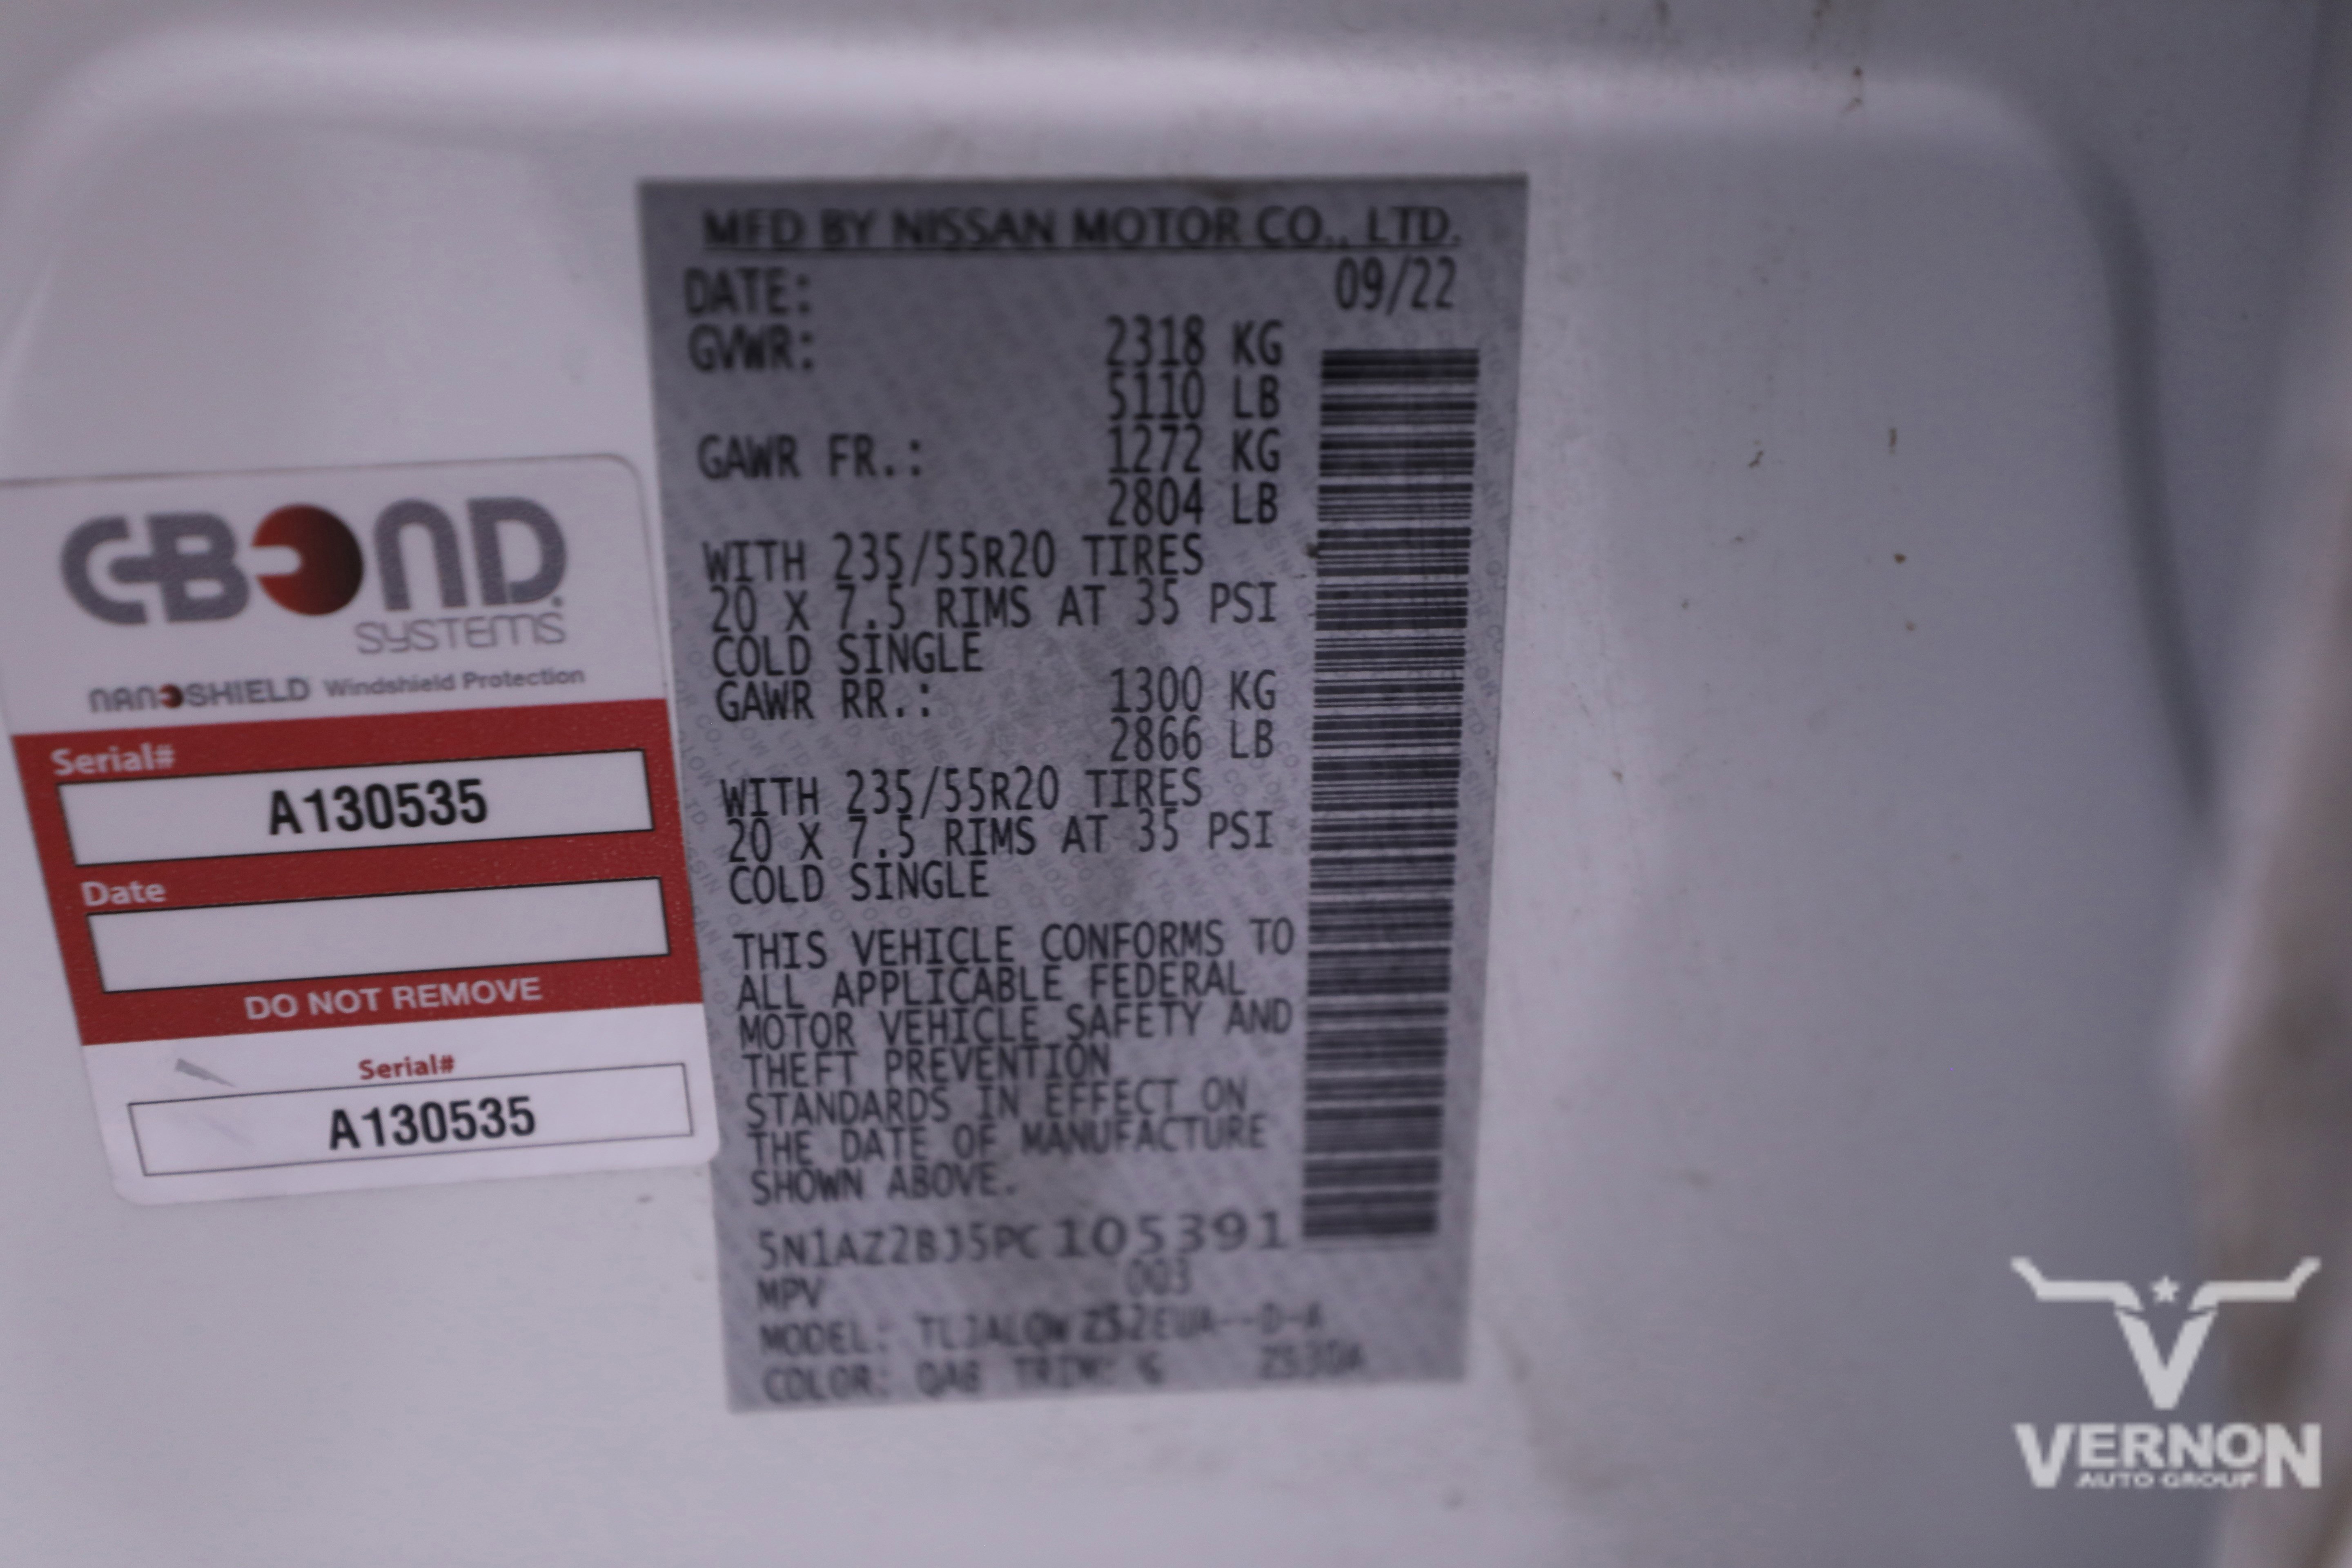 MFD BY NISSAN MOTOR CO., LTD.
DATE: 09/22
GVWR: 2318 KG
5110 LB
GAWR FR.: 1272 KG
2804 LB
WITH 235/55R20 TIRES
20 X 7.5 RIMS AT 35 PSI
COLD SINGLE
GAWR RR.: 1300 KG
2866 LB
WITH 235/55R20 TIRES
20 X 7.5 RIMS AT 35 PSI
COLD SINGLE
THIS VEHICLE CONFORMS TO
ALL APPLICABLE FEDERAL
MOTOR VEHICLE SAFETY AND
THEFT PREVENTION
STANDARDS IN EFFECT ON
THE DATE OF MANUFACTURE
SHOWN ABOVE.
5N1AZ2BJ5PC105391
MPV 003
MODEL:
COLOR: QAB TRIM: G
C-BOND
SYSTEMS
NANOSHIELD Windshield Protection
Serial#
A130535
Date
DO NOT REMOVE
Serial#
A130535
VERNON
AUTO GROUP